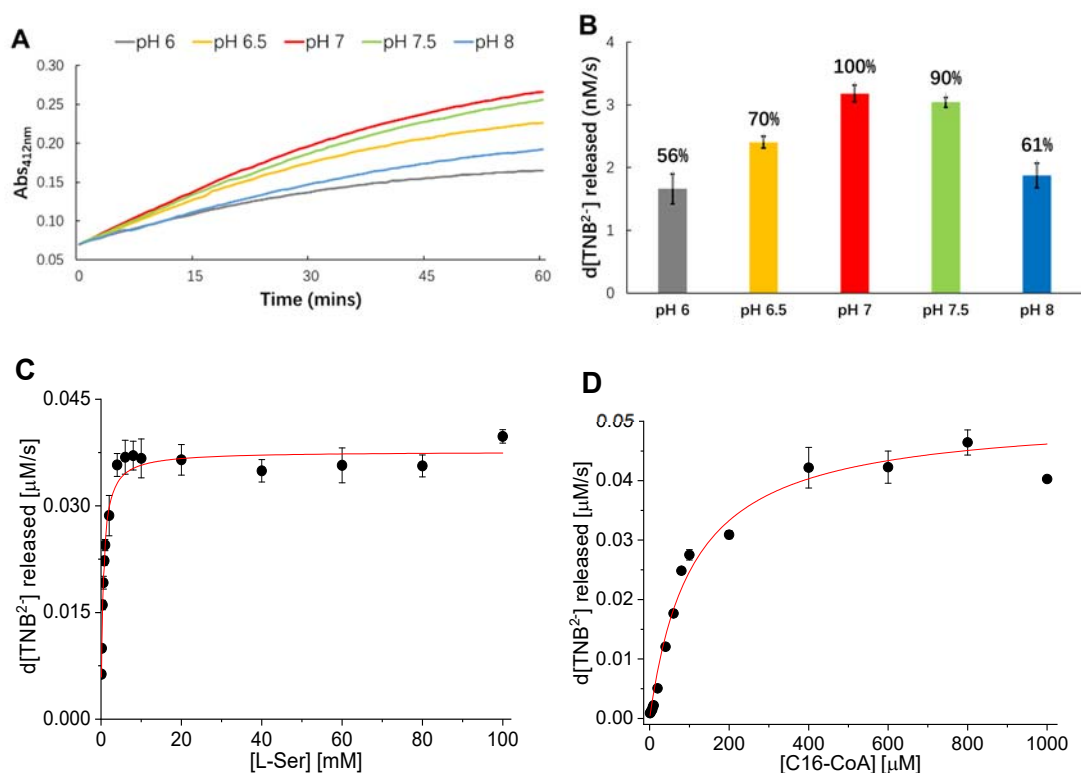 A
pH 6 pH 6.5 pH 7 pH 7.5 pH 8
0.30
0.25
0.20
0.15
0.10
0.05
Abs412nm
0 15 30 45 60
Time (mins)
B
d[TNB2-] released (nM/s)
4
3
2
1
0
56%
70%
100%
90%
61%
pH 6 pH 6.5 pH 7 pH 7.5 pH 8
C
d[TNB2-] released [μM/s]
0.045
0.030
0.015
0.000
0 20 40 60 80 100
[L-Ser] [mM]
D
d[TNB2-] released [μM/s]
0.05
0.04
0.03
0.02
0.01
0.00
0 200 400 600 800 1000
[C16-CoA] [μM]